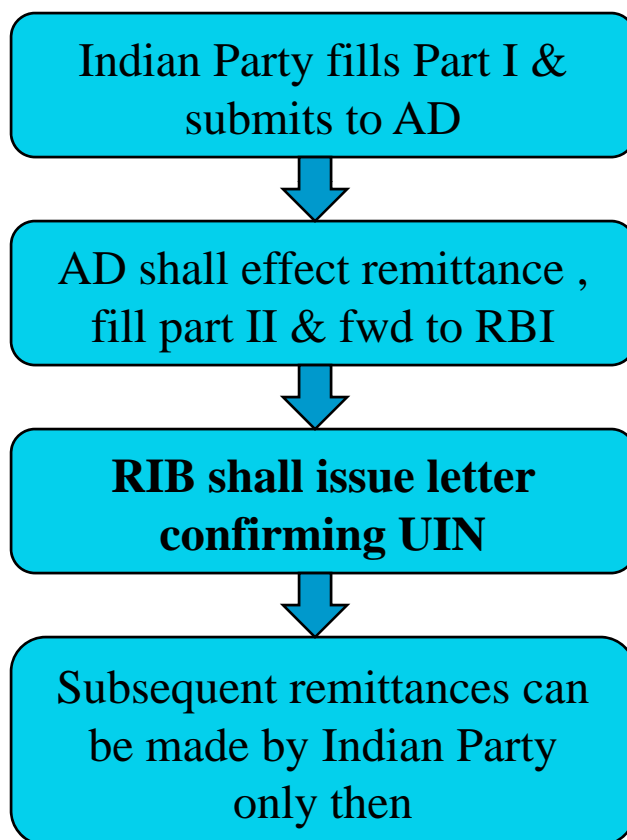 Indian Party fills Part I &
submits to AD
AD shall effect remittance ,
fill part II & fwd to RBI
RIB shall issue letter
confirming UIN
Subsequent remittances can
be made by Indian Party
only then